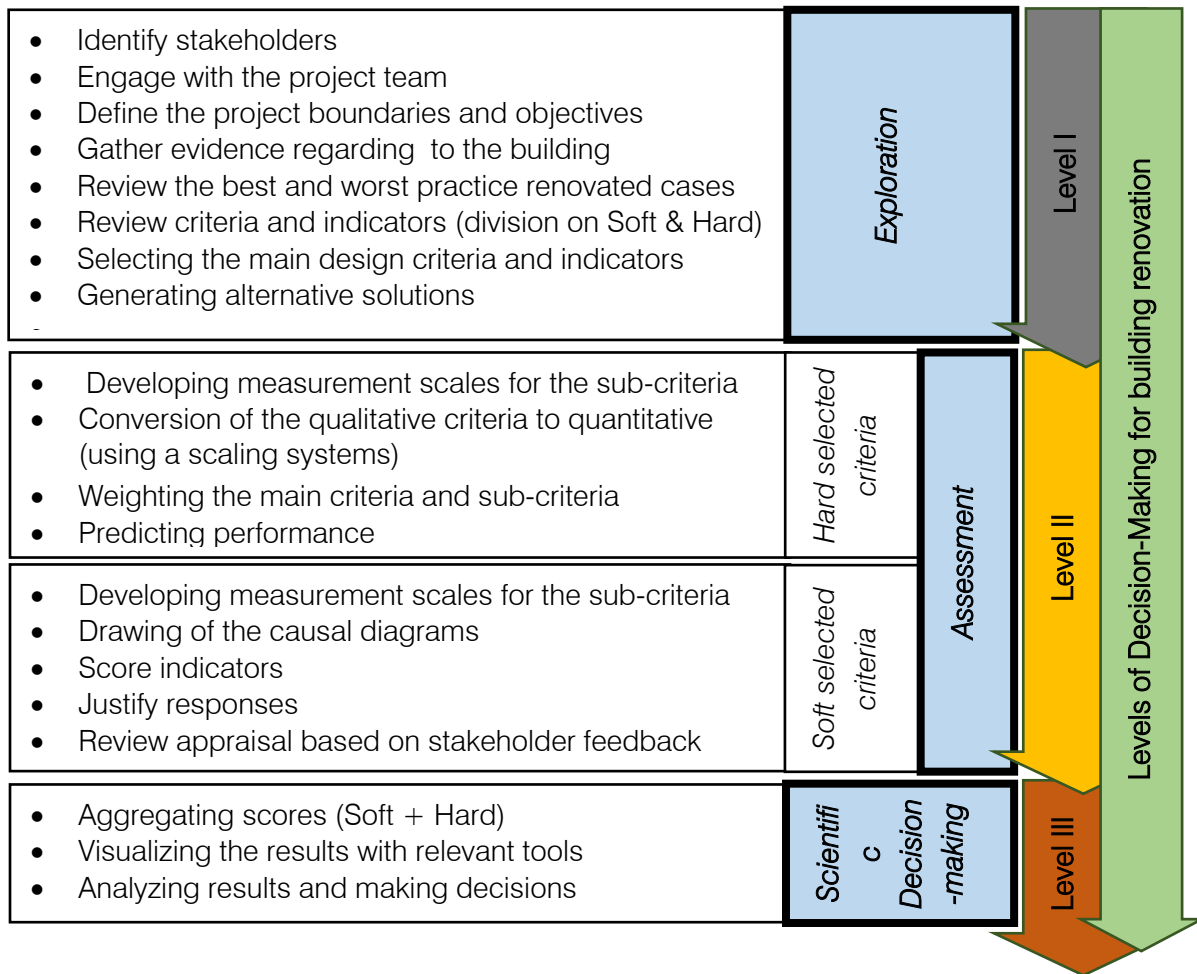 • Identify stakeholders
• Engage with the project team
• Define the project boundaries and objectives
• Gather evidence regarding to the building
• Review the best and worst practice renovated cases
• Review criteria and indicators (division on Soft & Hard)
• Selecting the main design criteria and indicators
• Generating alternative solutions
Exploration
Level I
• Developing measurement scales for the sub-criteria
• Conversion of the qualitative criteria to quantitative
(using a scaling systems)
• Weighting the main criteria and sub-criteria
• Predicting performance
Hard selected
criteria
• Developing measurement scales for the sub-criteria
• Drawing of the causal diagrams
• Score indicators
• Justify responses
• Review appraisal based on stakeholder feedback
Soft selected
criteria
Assessment
Level II
• Aggregating scores (Soft + Hard)
• Visualizing the results with relevant tools
• Analyzing results and making decisions
Scientifi
c
Decision
-making
Level III
Levels of Decision-Making for building renovation